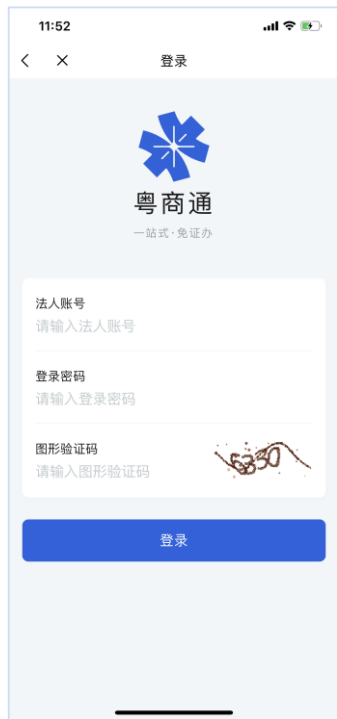 11:52
登录
粤商通
一站式·免证办
法人账号
请输入法人账号
登录密码
请输入登录密码
图形验证码
请输入图形验证码
6330
登录